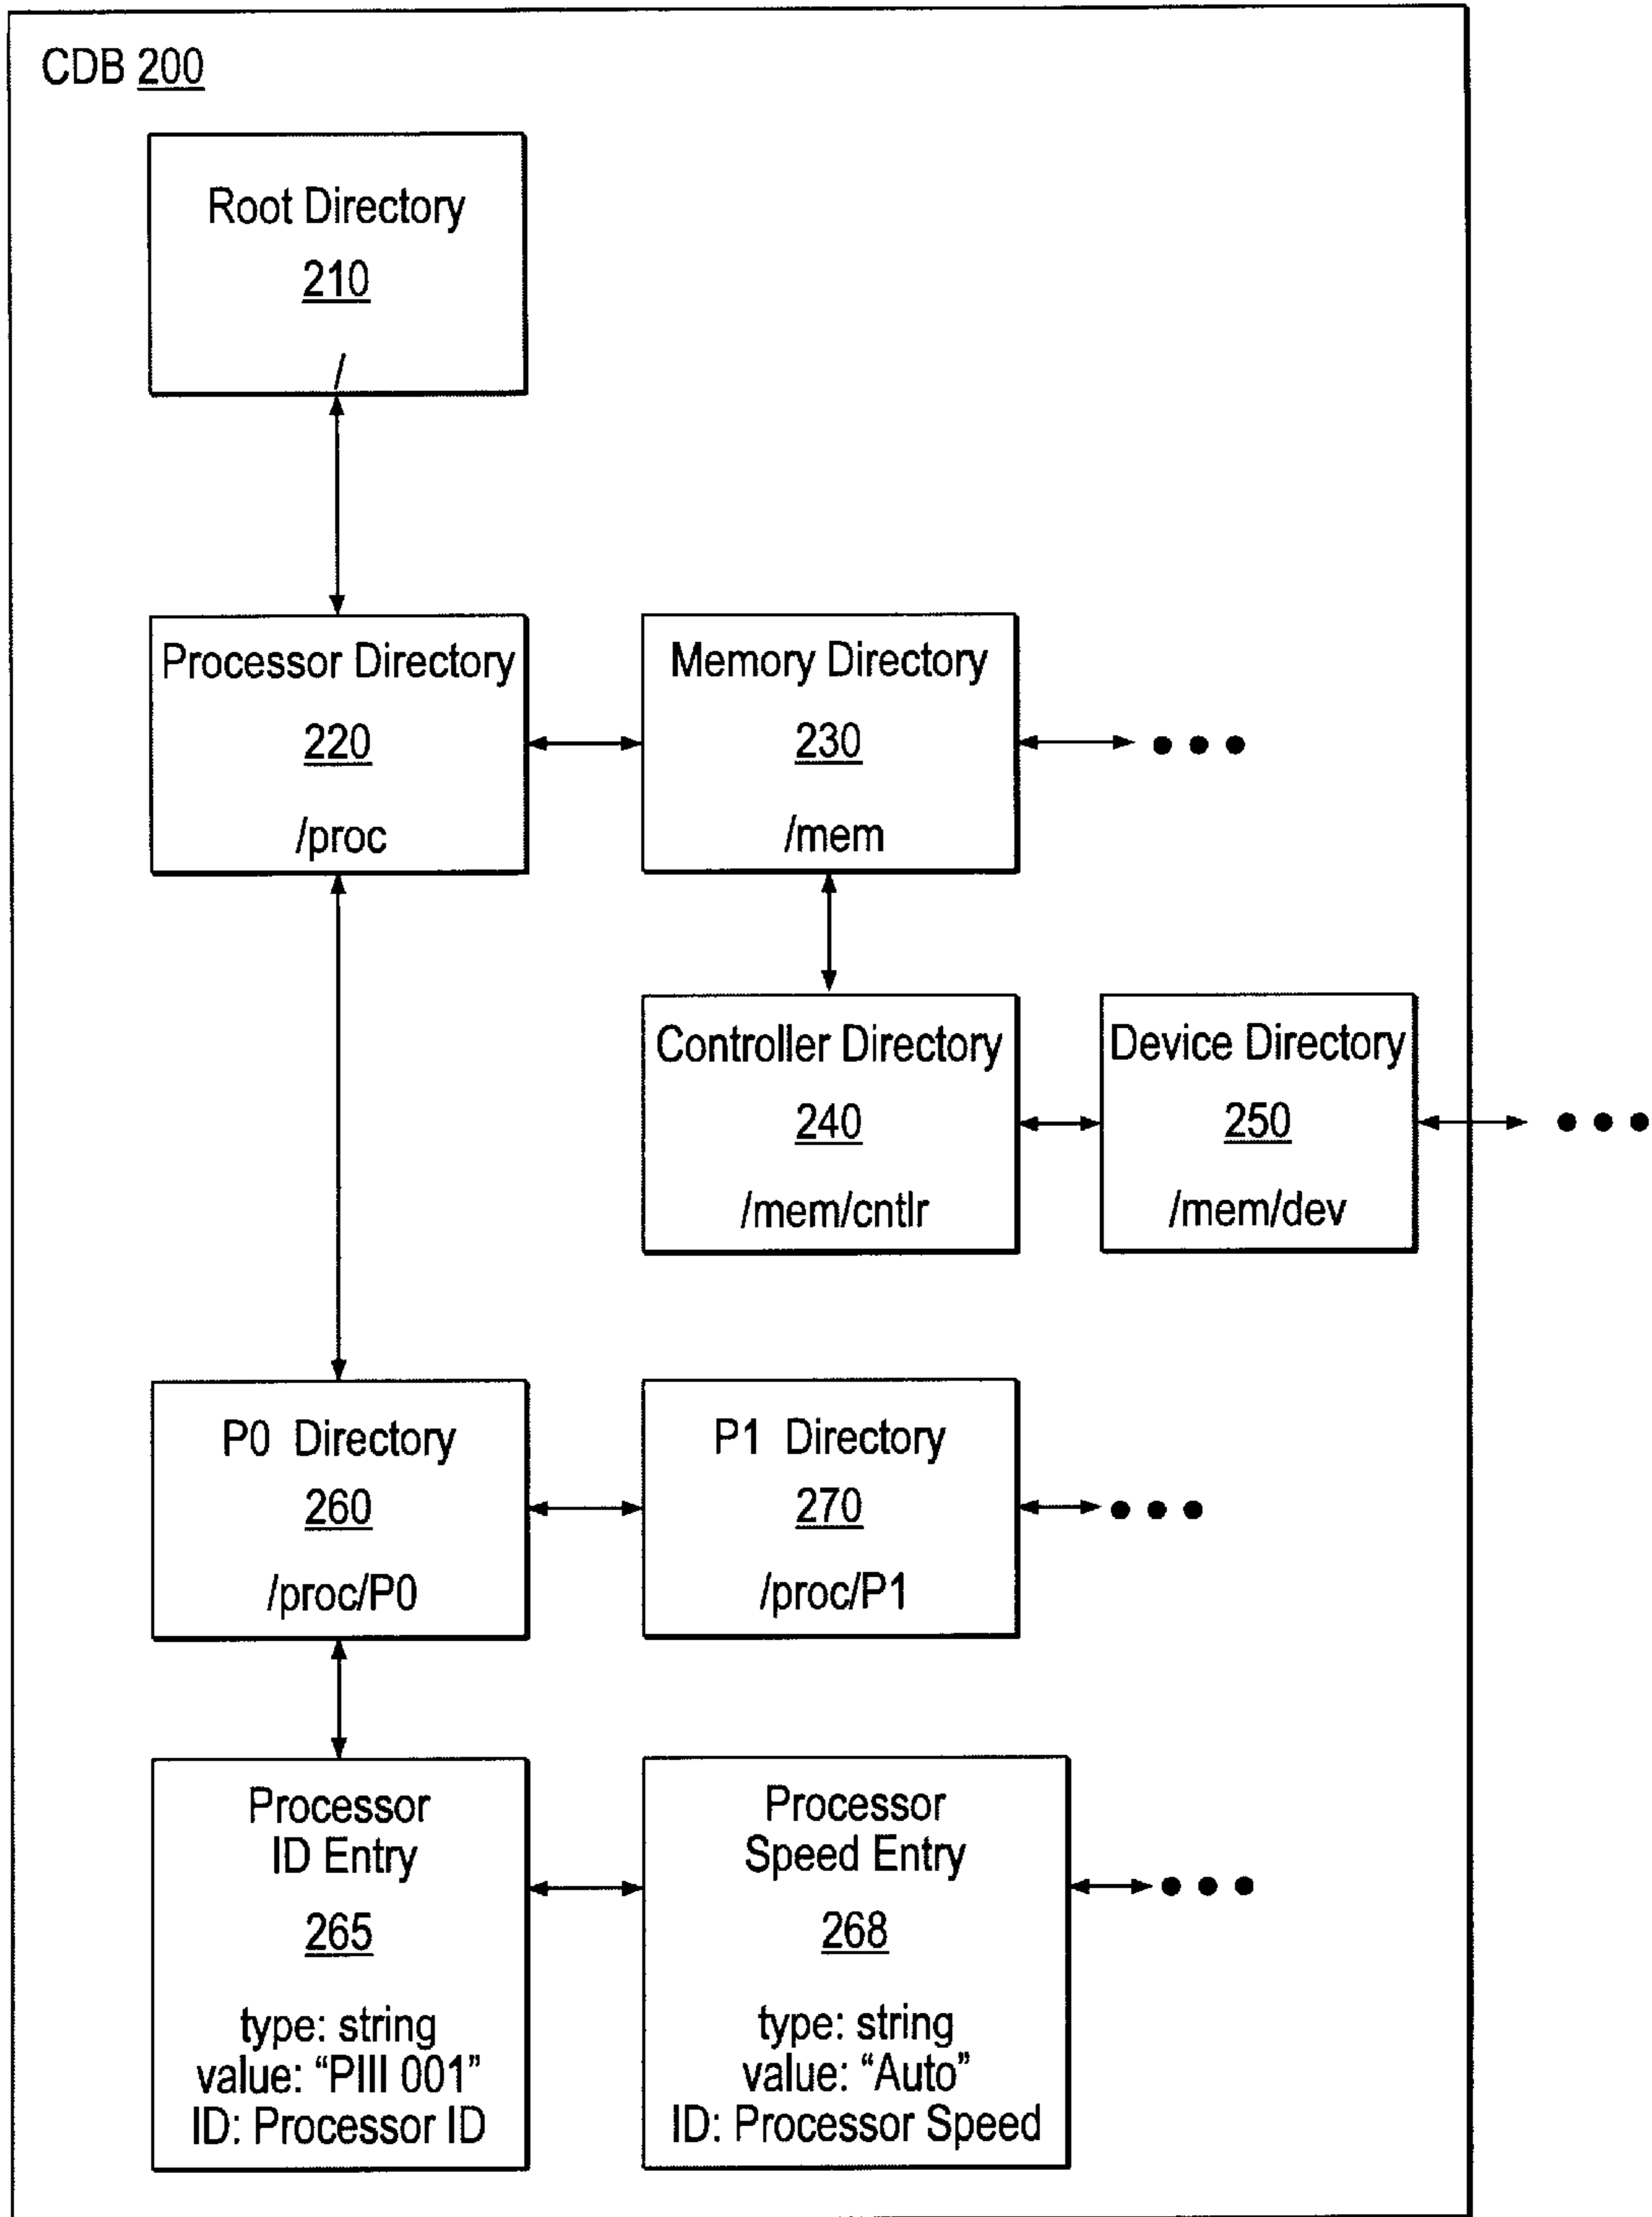 CDB 200
Root Directory
210
/
Processor Directory
220
/proc
Memory Directory
230
/mem
Controller Directory
240
/mem/cntlr
Device Directory
250
/mem/dev
P0 Directory
260
/proc/P0
P1 Directory
270
/proc/P1
Processor
ID Entry
265
type: string
value: “PIII 001”
ID: Processor ID
Processor
Speed Entry
268
type: string
value: “Auto”
ID: Processor Speed